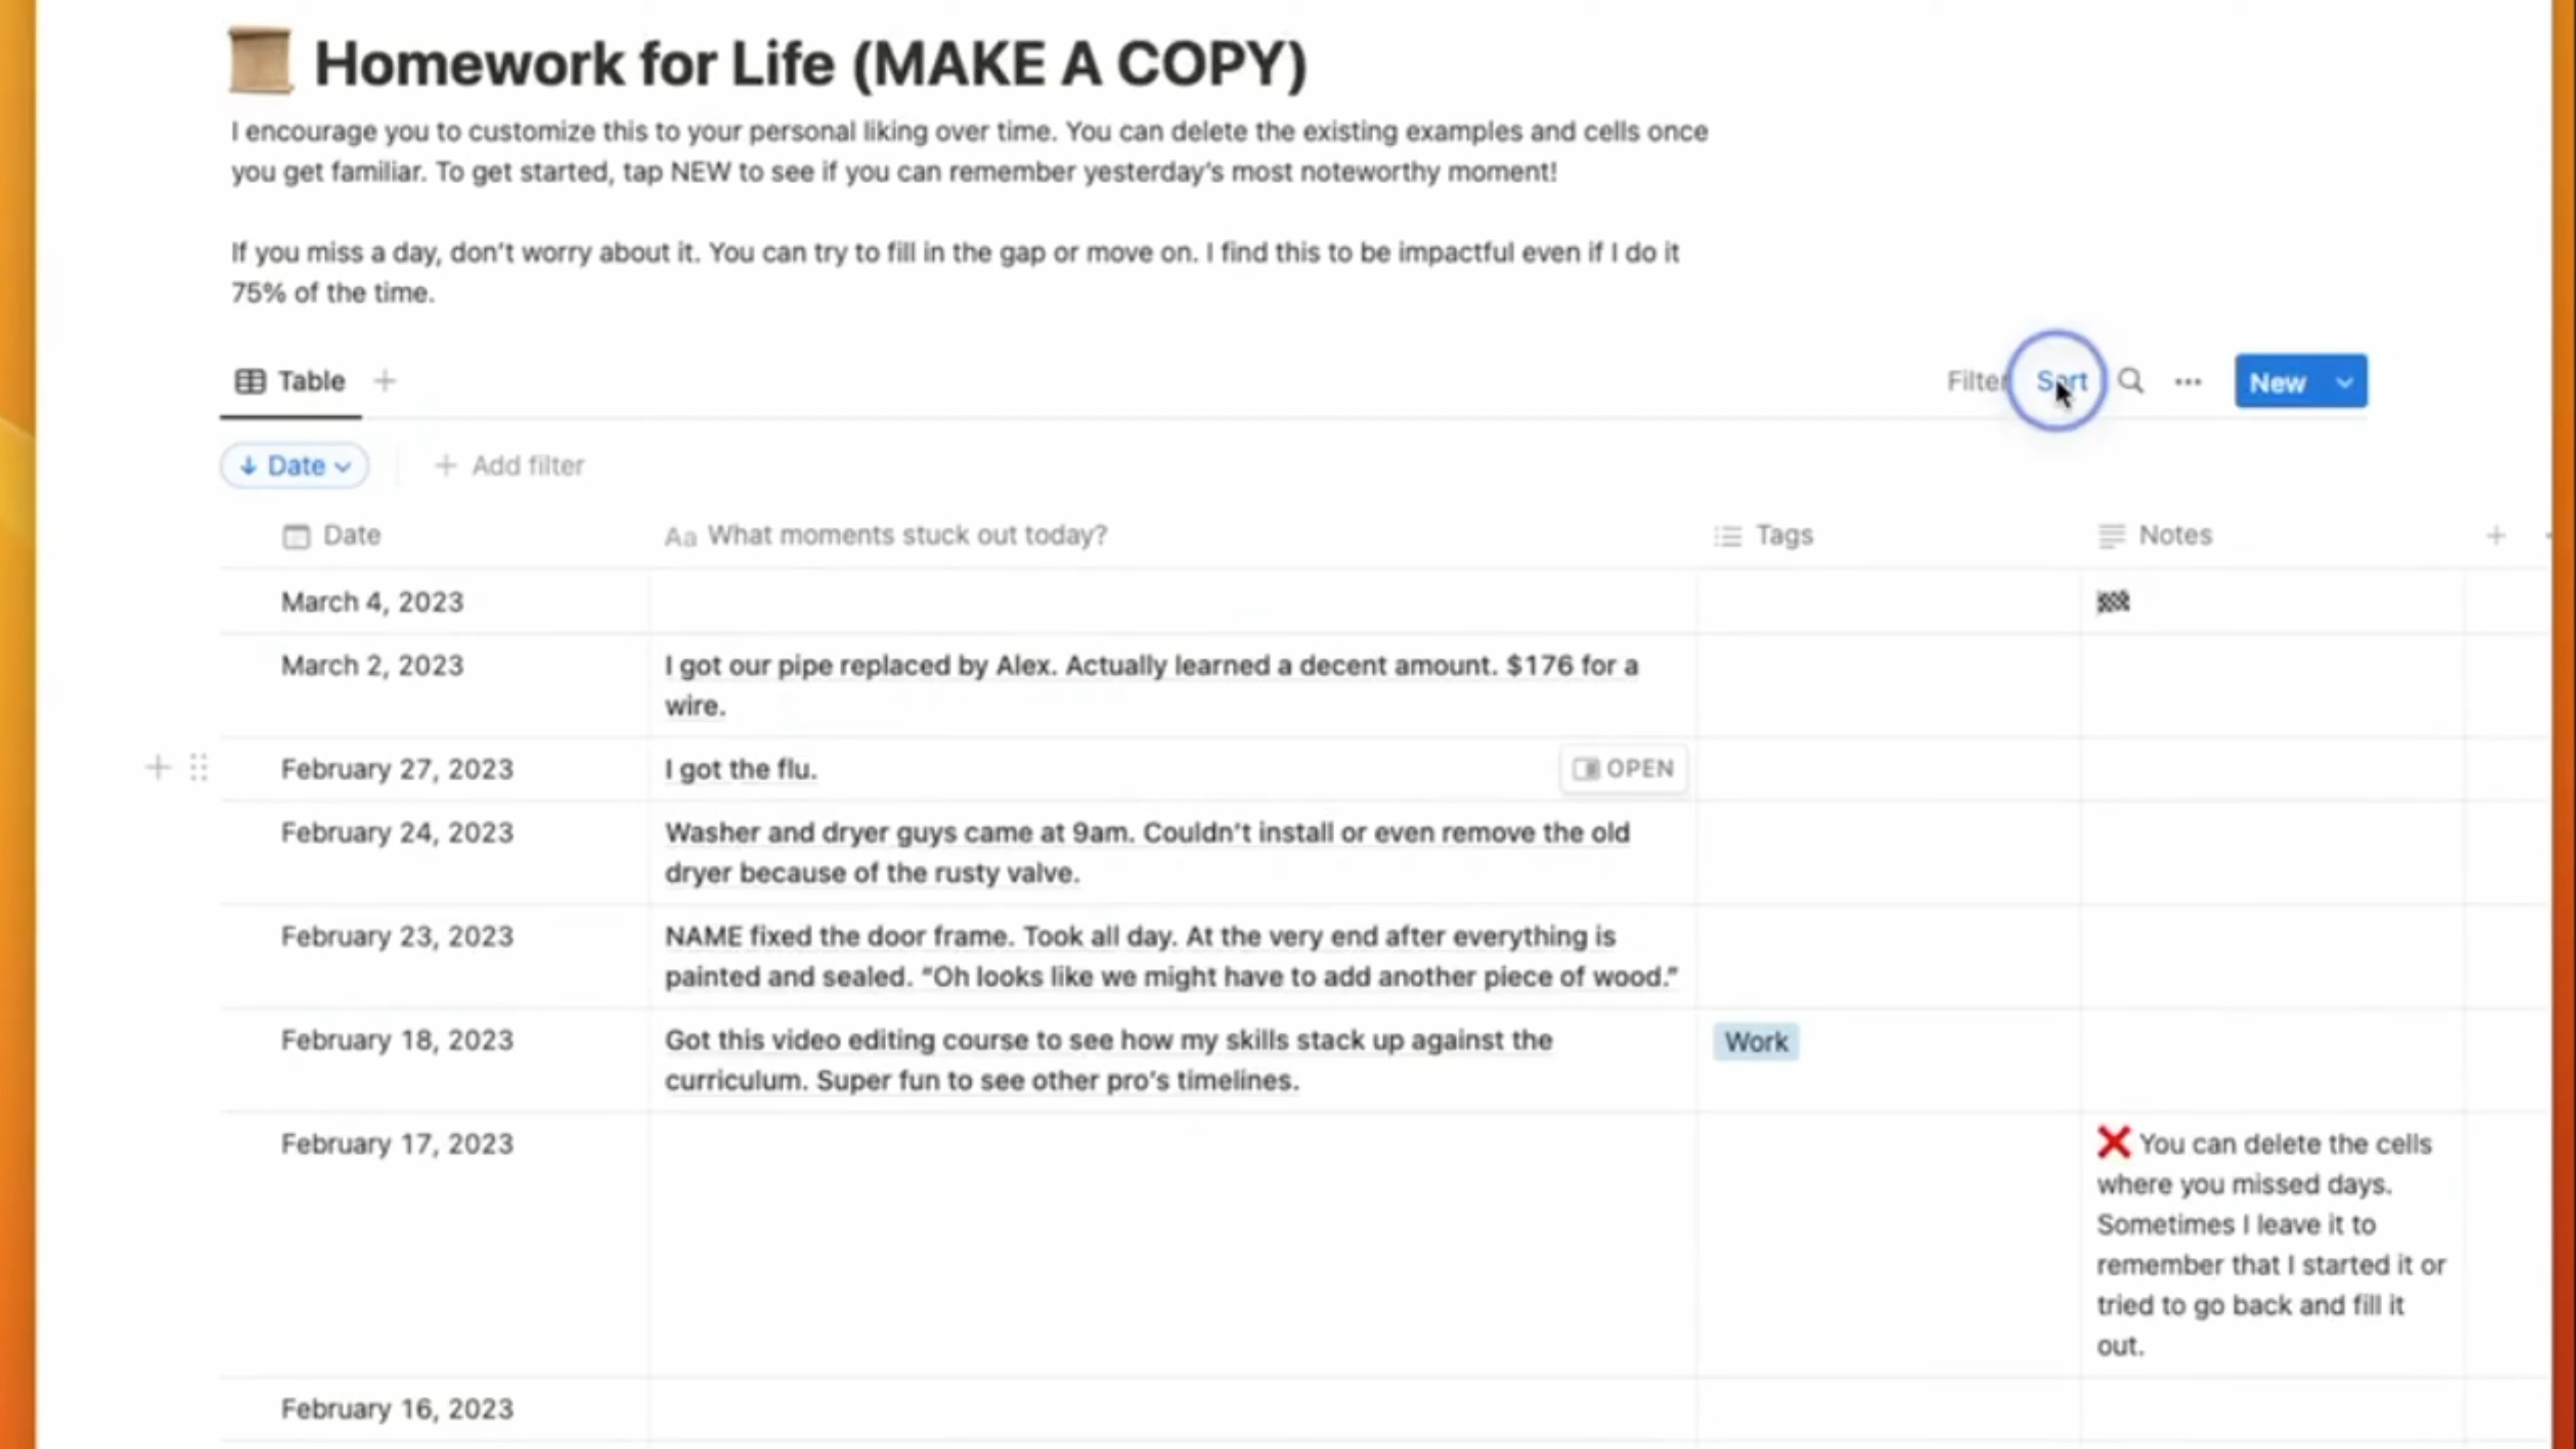 Homework for Life (MAKE A COPY)
I encourage you to customize this to your personal liking over time. You can delete the existing examples and cells once
you get familiar. To get started, tap NEW to see if you can remember yesterday's most noteworthy moment!
If you miss a day, don't worry about it. You can try to fill in the gap or move on. I find this to be impactful even if I do it
75% of the time.
Table
Filter Sort New
Date Add filter
Date Aa What moments stuck out today? Tags Notes
March 4, 2023
March 2, 2023 I got our pipe replaced by Alex. Actually learned a decent amount. $176 for a
wire.
February 27, 2023 I got the flu. OPEN
February 24, 2023 Washer and dryer guys came at 9am. Couldn't install or even remove the old
dryer because of the rusty valve.
February 23, 2023 NAME fixed the door frame. Took all day. At the very end after everything is
painted and sealed. "Oh looks like we might have to add another piece of wood."
February 18, 2023 Got this video editing course to see how my skills stack up against the Work
curriculum. Super fun to see other pro's timelines.
February 17, 2023 ❌ You can delete the cells
where you missed days.
Sometimes I leave it to
remember that I started it or
tried to go back and fill it
out.
February 16, 2023